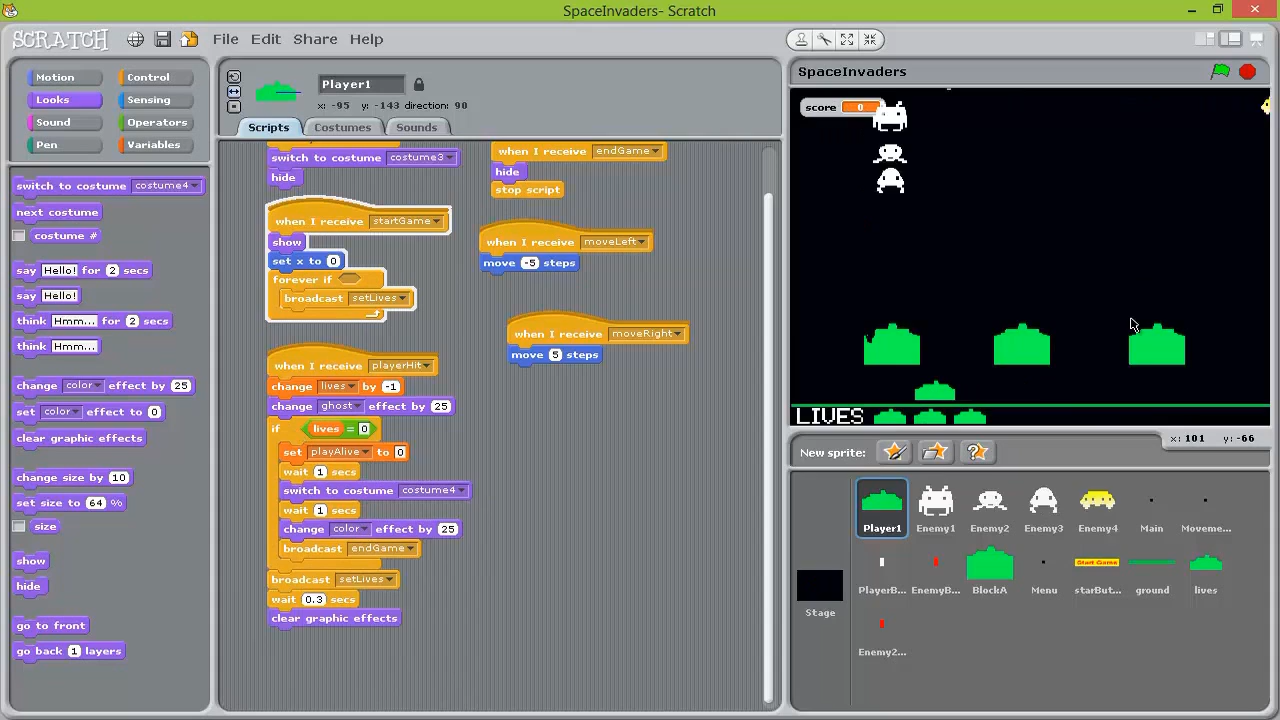 SpaceInvaders- Scratch
SCRATCH File Edit Share Help
Motion Control
Looks Sensing
Sound Operators
Pen Variables
switch to costume costume4
next costume
costume #
say Hello! for 2 secs
say Hello!
think Hmm... for 2 secs
think Hmm...
change color effect by 25
set color effect to 0
clear graphic effects
change size by 10
set size to 64 %
size
show
hide
go to front
go back 1 layers
Player1
x: -95 y: -143 direction: 90
Scripts Costumes Sounds
switch to costume costume3
hide
when I receive startGame
show
set x to 0
forever if
broadcast setLives
when I receive playerHit
change lives by -1
change ghost effect by 25
if lives = 0
set playAlive to 0
wait 1 secs
switch to costume costume4
wait 1 secs
change color effect by 25
broadcast endGame
broadcast setLives
wait 0.3 secs
clear graphic effects
when I receive endGame
hide
stop script
when I receive moveLeft
move -5 steps
when I receive moveRight
move 5 steps
SpaceInvaders
score 0
LIVES
x: 101 y: -66
New sprite:
Player1 Enemy1 Enemy2 Enemy3 Enemy4 Main Moveme...
Start Game
PlayerB... EnemyB... BlockA Menu starBut... ground lives
Enemy2...
Stage